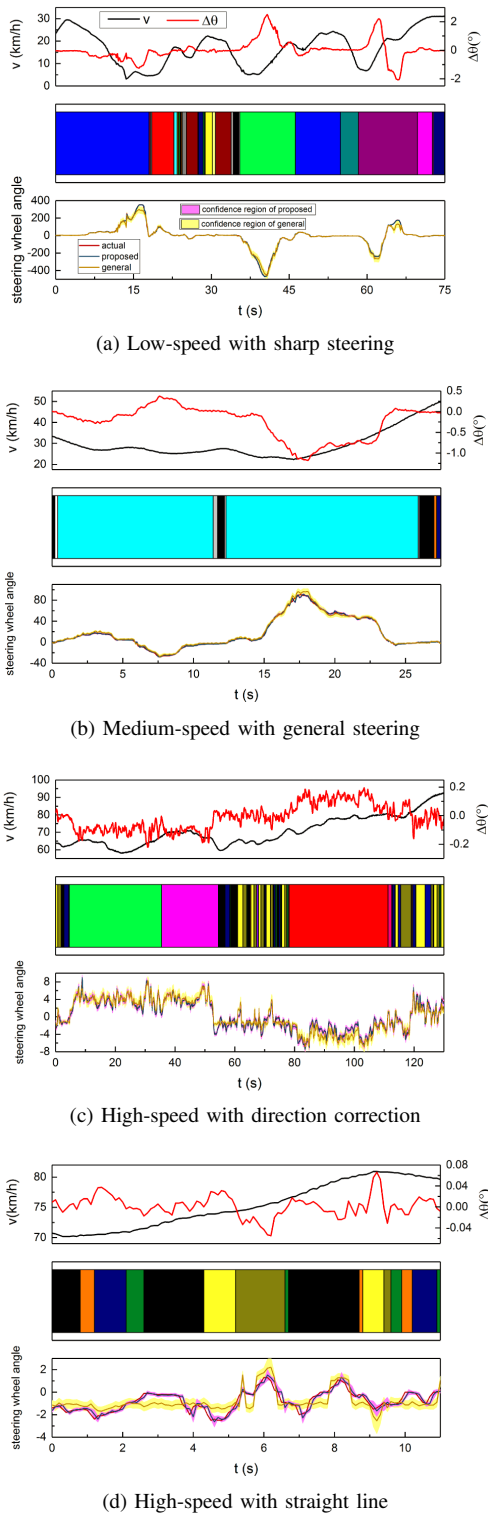 v Δθ
30
20
10
0
v (km/h)
2
0
-2
Δθ(°)
400
200
0
-200
-400
steering wheel angle
confidence region of proposed
confidence region of general
actual
proposed
general
0 15 30 45 60 75
t (s)
(a) Low-speed with sharp steering
50
40
30
20
v (km/h)
0.5
0.0
-0.5
-1.0
Δθ(°)
80
40
0
-40
steering wheel angle
0 5 10 15 20 25
t (s)
(b) Medium-speed with general steering
100
90
80
70
60
v (km/h)
0.2
0.0
-0.2
Δθ(°)
8
4
0
-4
-8
steering wheel angle
0 20 40 60 80 100 120
t (s)
(c) High-speed with direction correction
80
75
70
v(km/h)
0.08
0.04
0.00
-0.04
Δθ(°)
2
0
-2
-4
steering wheel angle
0 2 4 6 8 10
t (s)
(d) High-speed with straight line